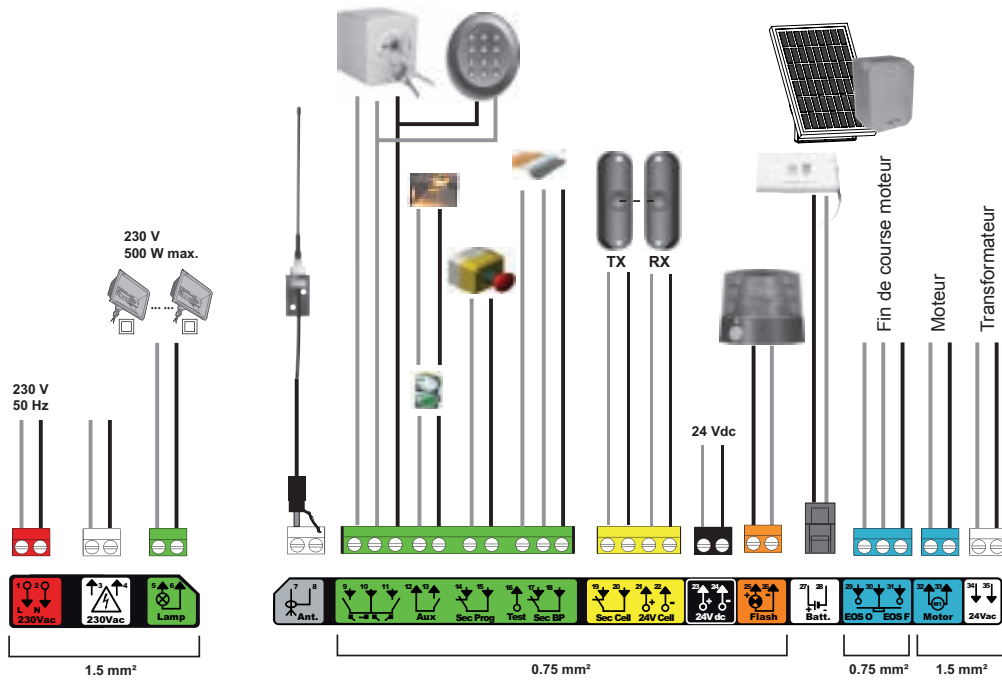 230 V
500 W max.
TX RX
Fin de course moteur
Moteur
Transformateur
230 V
50 Hz
24 Vdc
1 2
L N
230Vac
3 4
230Vac
5 6
Lamp
7 8
Ant.
9 10 11
12 13
Aux
14 15
Sec Prog
16
Test
17 18
Sec BP
19 20
Sec Cell
21 22
+ -
24V Cell
23 24
+ -
24V dc
25 26
+ -
Flash
27 28
+ -
Batt.
29 30 31
EOS O EOS F
32 33
M1
Motor
34 35
24Vac
1.5 mm²
0.75 mm²
0.75 mm²
1.5 mm²